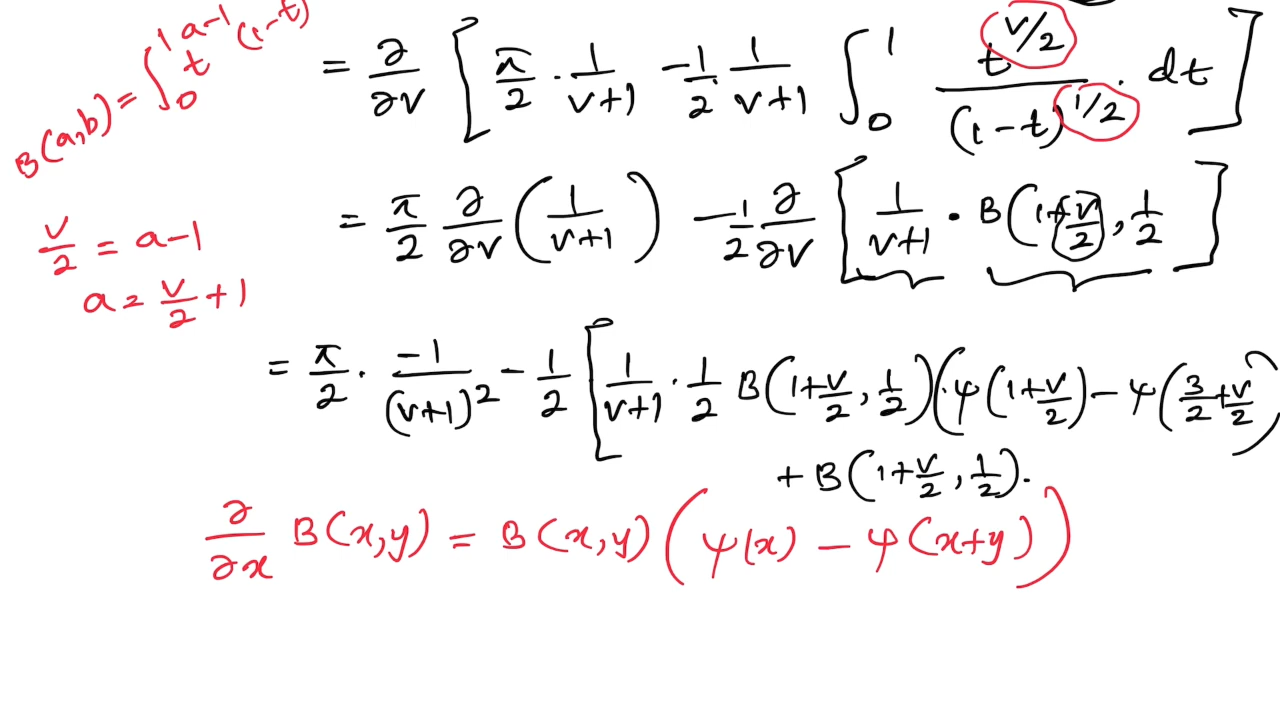 B(a,b) = ∫₀¹ t^(a-1) (1-t)
= ∂/∂v [ π/2 · 1/(v+1) - 1/2 · 1/(v+1) ∫₀¹ t^(v/2) / (1-t)^(1/2) · dt ]
= π/2 ∂/∂v ( 1/(v+1) ) - 1/2 ∂/∂v [ 1/(v+1) · B(1+v/2, 1/2) ]
v/2 = a-1
a = v/2 + 1
= π/2 · -1/(v+1)² - 1/2 [ 1/(v+1) · 1/2 B(1+v/2, 1/2) (· ψ(1+v/2) - ψ(3/2+v/2)
+ B(1+v/2, 1/2).
∂/∂x B(x,y) = B(x,y) ( ψ(x) - ψ(x+y) )